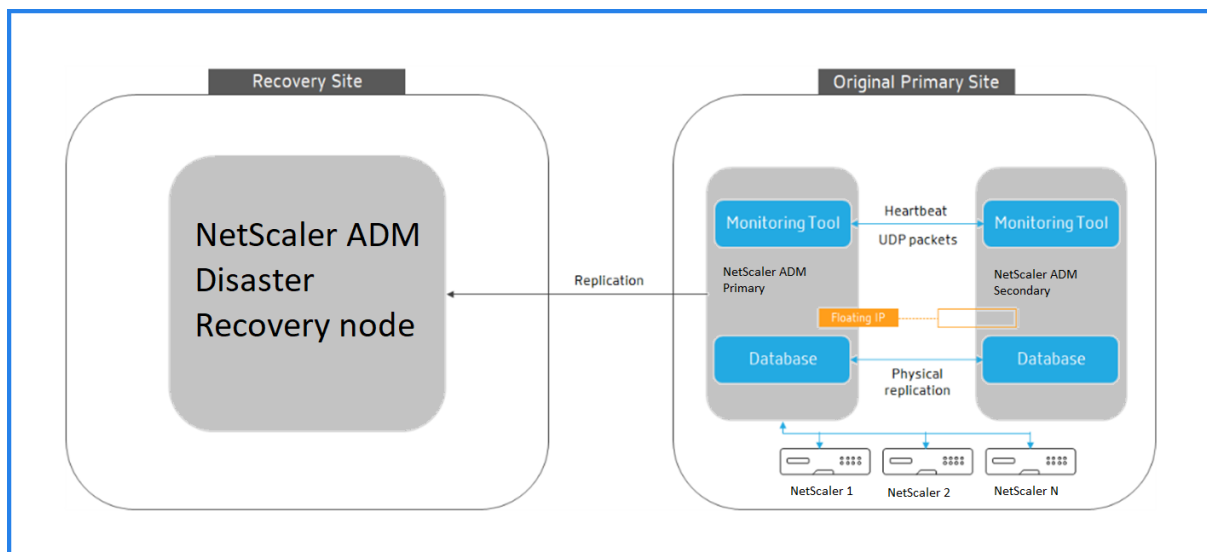 Recovery Site
Original Primary Site
NetScaler ADM
Disaster
Recovery node
Replication
Monitoring Tool
Heartbeat
UDP packets
Monitoring Tool
NetScaler ADM
Primary
NetScaler ADM
Secondary
Floating IP
Database
Physical
replication
Database
NetScaler 1
NetScaler 2
NetScaler N